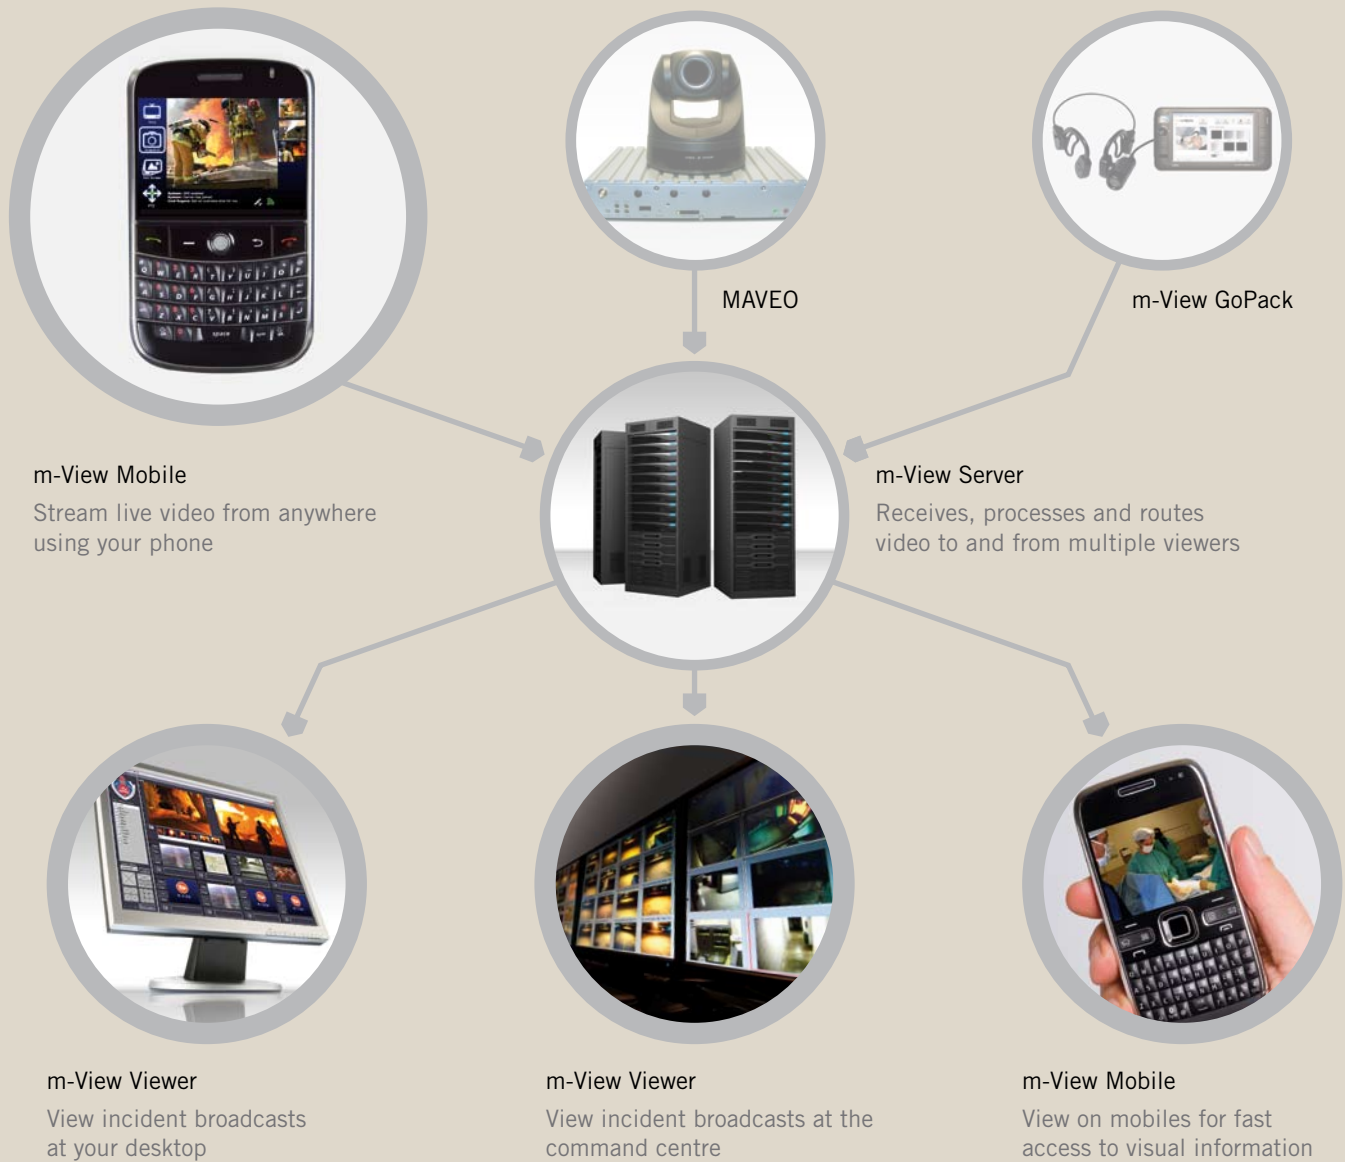 MAVEO
m-View GoPack
m-View Mobile
Stream live video from anywhere
using your phone
m-View Server
Receives, processes and routes
video to and from multiple viewers
m-View Viewer
View incident broadcasts
at your desktop
m-View Viewer
View incident broadcasts at the
command centre
m-View Mobile
View on mobiles for fast
access to visual information